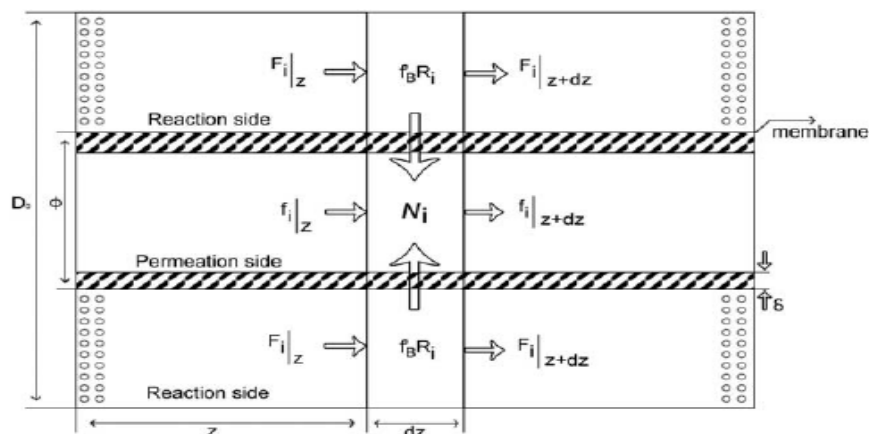 Fᵢ|z
fBRᵢ
Fᵢ|z+dz
Reaction side
membrane
Φ
fᵢ|z
Nᵢ
fᵢ|z+dz
Permeation side
δ
Fᵢ|z
fBRᵢ
Fᵢ|z+dz
Reaction side
z
dz